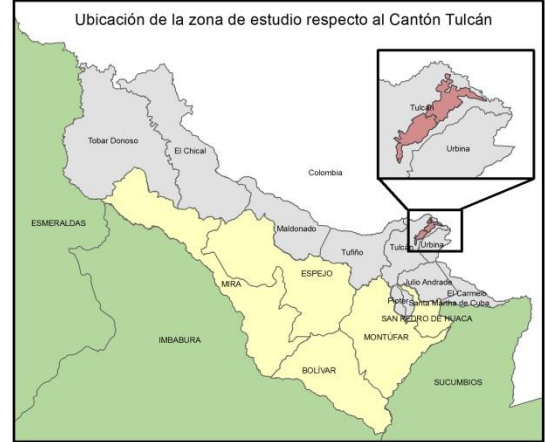 Ubicación de la zona de estudio respecto al Cantón Tulcán
Tulcán
Urbina
Tobar Donoso
El Chical
Colombia
ESMERALDAS
Maldonado
Tufiño
Tulcán
Urbina
MIRA
ESPEJO
Julio Andrade
El Carmelo
Pioter
Santa Martha de Cuba
SAN PEDRO DE HUACA
MONTÚFAR
IMBABURA
BOLÍVAR
SUCUMBIOS